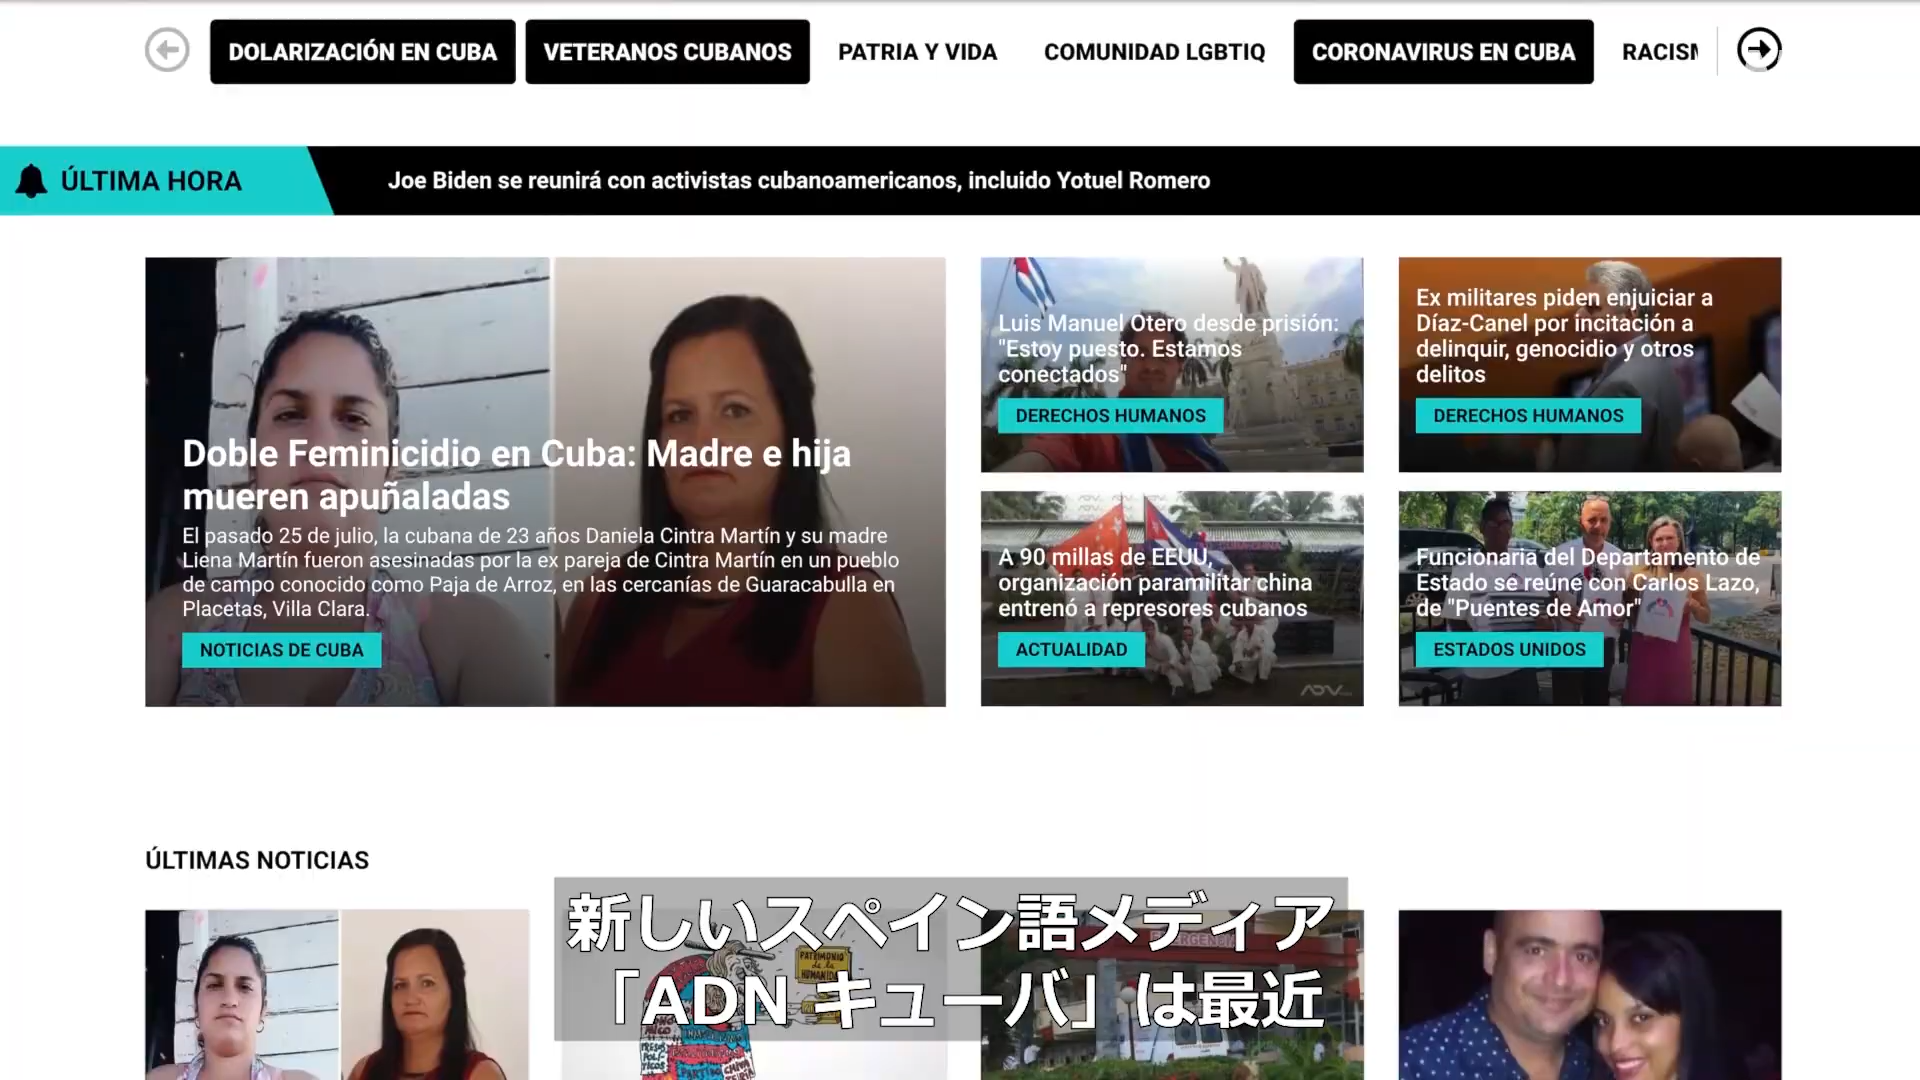 DOLARIZACIÓN EN CUBA
VETERANOS CUBANOS
PATRIA Y VIDA
COMUNIDAD LGBTIQ
CORONAVIRUS EN CUBA
ÚLTIMA HORA
Joe Biden se reunirá con activistas cubanoamericanos, incluido Yotuel Romero
Doble Feminicidio en Cuba: Madre e hija
mueren apuñaladas
El pasado 25 de julio, la cubana de 23 años Daniela Cintra Martín y su madre
Liena Martín fueron asesinadas por la ex pareja de Cintra Martín en un pueblo
de campo conocido como Paja de Arroz, en las cercanías de Guaracabulla en
Placetas, Villa Clara.
NOTICIAS DE CUBA
Luis Manuel Otero desde prisión:
"Estoy puesto. Estamos
conectados"
DERECHOS HUMANOS
Ex militares piden enjuiciar a
Díaz-Canel por incitación a
delinquir, genocidio y otros
delitos
DERECHOS HUMANOS
A 90 millas de EEUU,
organización paramilitar china
entrenó a represores cubanos
ACTUALIDAD
Funcionaria del Departamento de
Estado se reúne con Carlos Lazo,
de "Puentes de Amor"
ESTADOS UNIDOS
ÚLTIMAS NOTICIAS
PATRIMONIO
de la
HUMANIDAD
新しいスペイン語メディア
「ADN キューバ」は最近